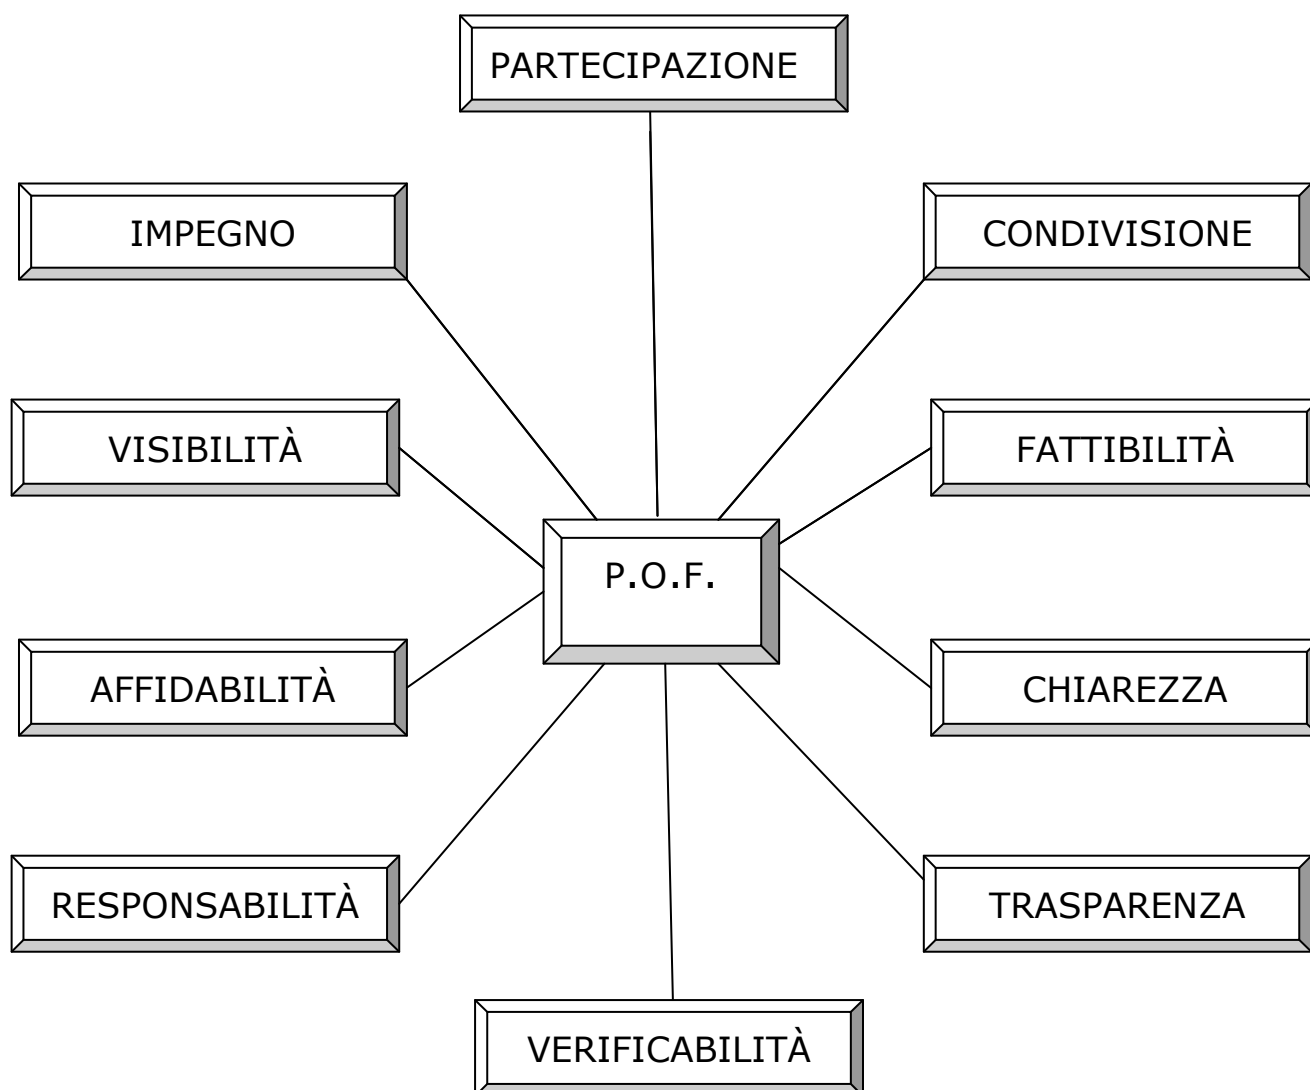 PARTECIPAZIONE
IMPEGNO
CONDIVISIONE
VISIBILITÀ
FATTIBILITÀ
P.O.F.
AFFIDABILITÀ
CHIAREZZA
RESPONSABILITÀ
TRASPARENZA
VERIFICABILITÀ